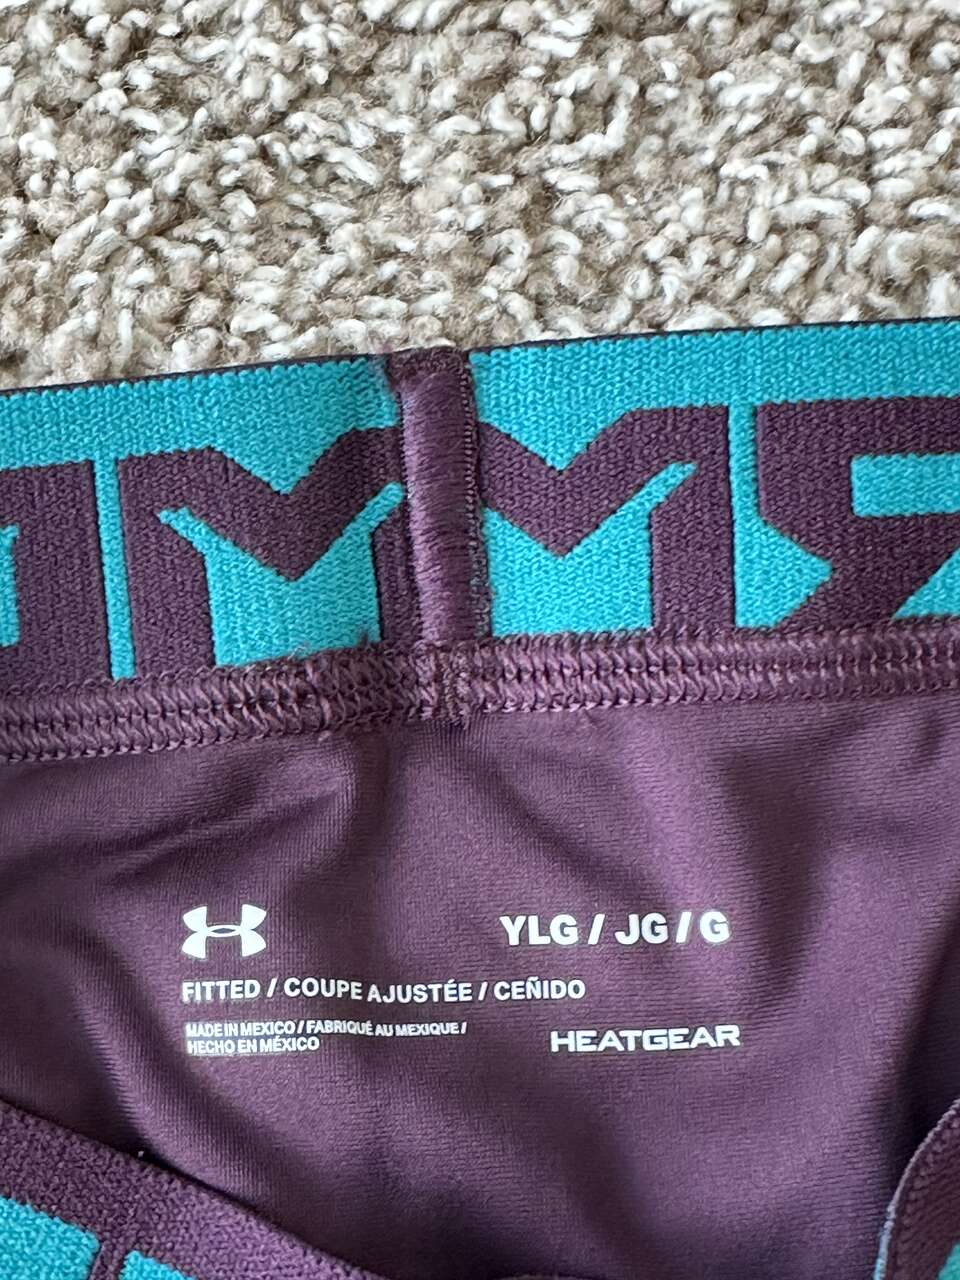 YLG / JG / G
FITTED / COUPE AJUSTÉE / CEÑIDO
MADE IN MEXICO / FABRIQUÉ AU MEXIQUE /
HECHO EN MÉXICO
HEATGEAR